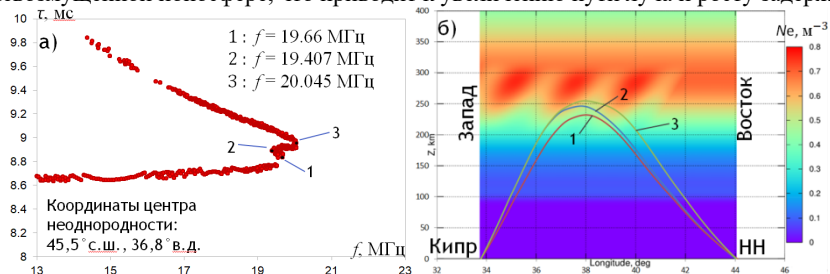 τ, мс
а)
1 : f = 19.66 МГц
2 : f = 19.407 МГц
3 : f = 20.045 МГц
10
9.8
9.6
9.4
9.2
9
8.8
8.6
8.4
8.2
8
3
2
1
Координаты центра
неоднородности:
45,5°с.ш., 36,8°в.д.
f, МГц
13 15 17 19 21 23
б)
Ne, м⁻³
400
350
300
250
200
150
100
50
0
Z, km
Запад
Восток
1
2
3
Кипр
НН
32 34 36 38 40 42 44
Longitude, deg
0.8
0.7
0.6
0.5
0.4
0.3
0.2
0.1
0